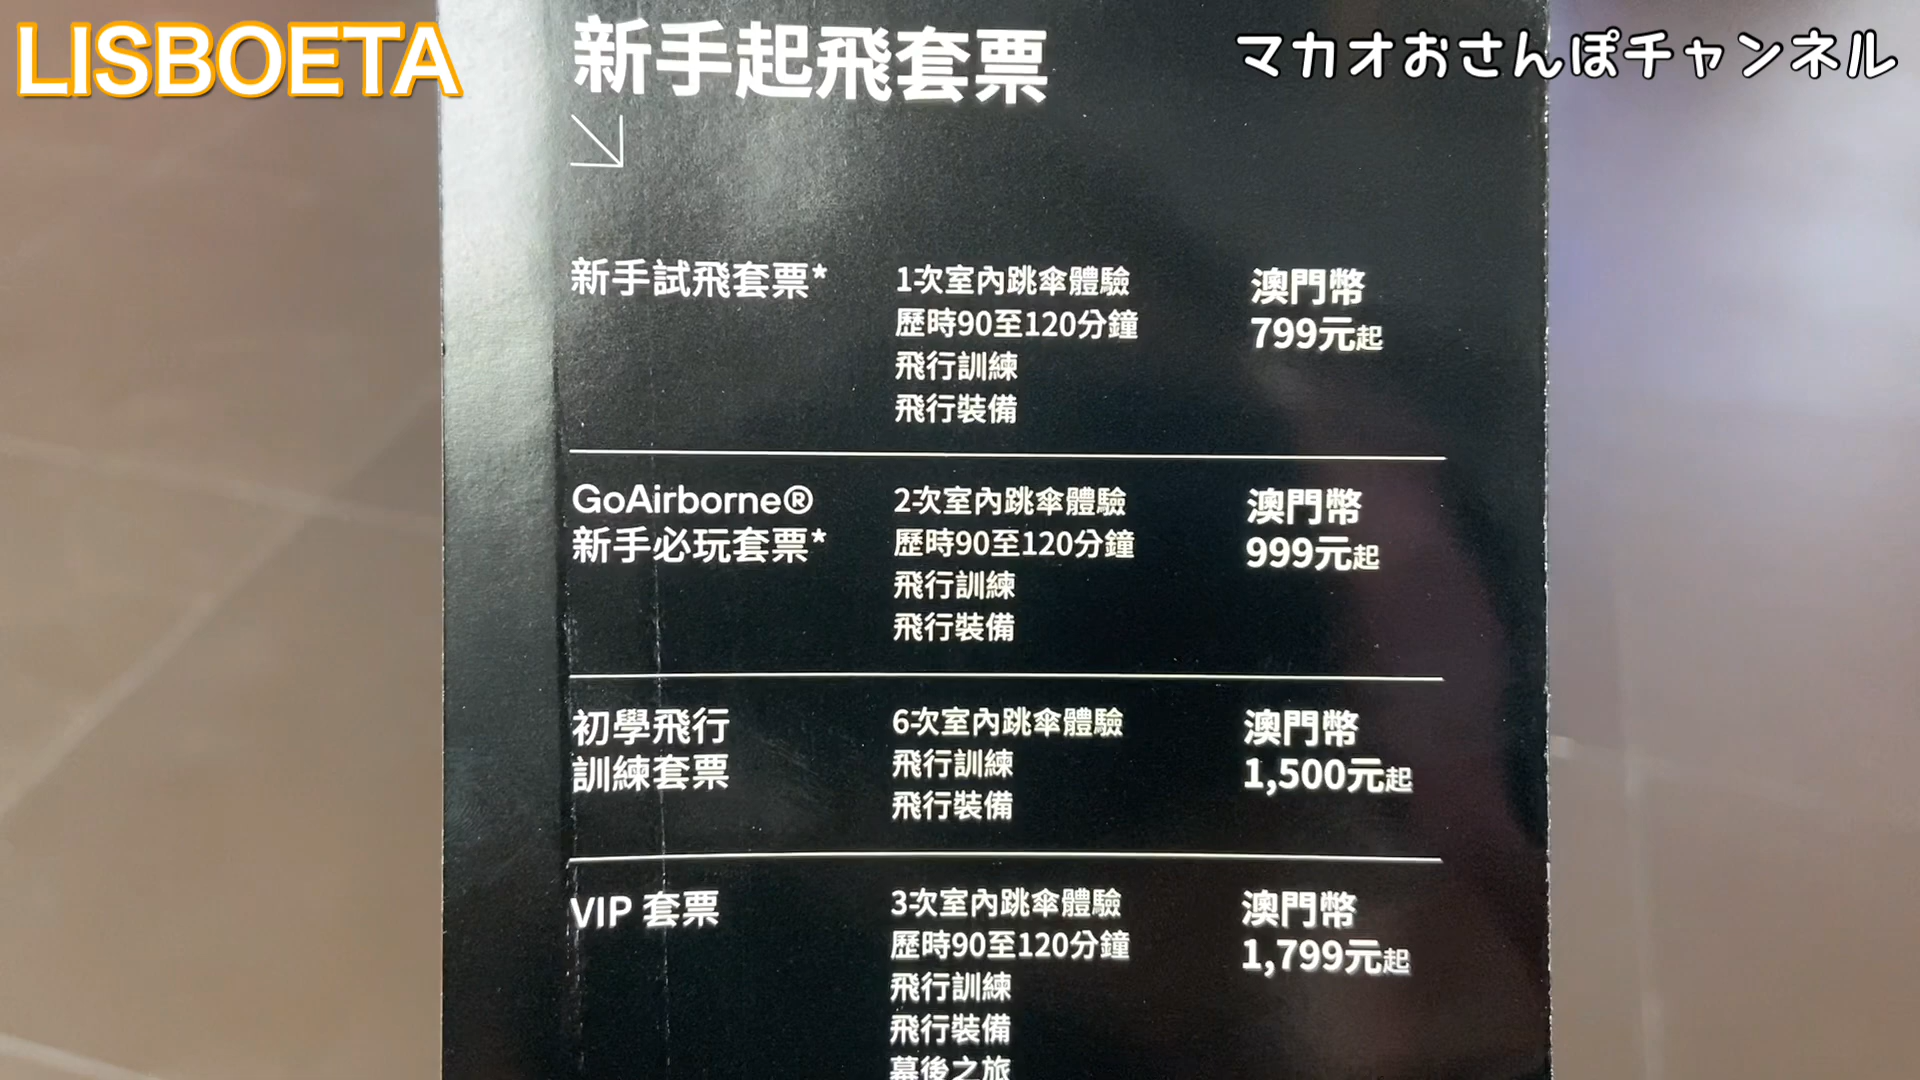 LISBOETA
マカオおさんぽチャンネル
新手起飛套票
新手試飛套票*
1次室內跳傘體驗
歷時90至120分鐘
飛行訓練
飛行裝備
澳門幣
799元起
GoAirborne®
新手必玩套票*
2次室內跳傘體驗
歷時90至120分鐘
飛行訓練
飛行裝備
澳門幣
999元起
初學飛行
訓練套票
6次室內跳傘體驗
飛行訓練
飛行裝備
澳門幣
1,500元起
VIP 套票
3次室內跳傘體驗
歷時90至120分鐘
飛行訓練
飛行裝備
幕後之旅
澳門幣
1,799元起